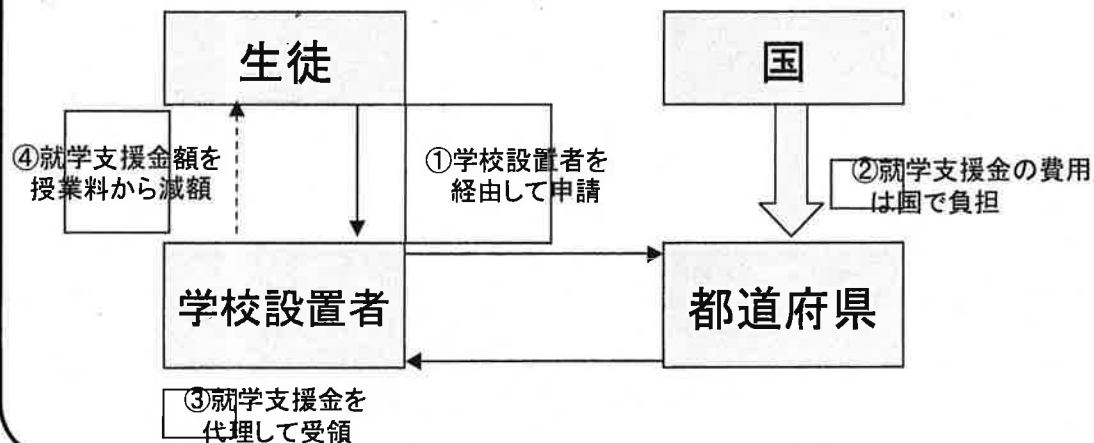 生徒
国
④就学支援金額を
授業料から減額
①学校設置者を
経由して申請
②就学支援金の費用
は国で負担
学校設置者
都道府県
③就学支援金を
代理して受領